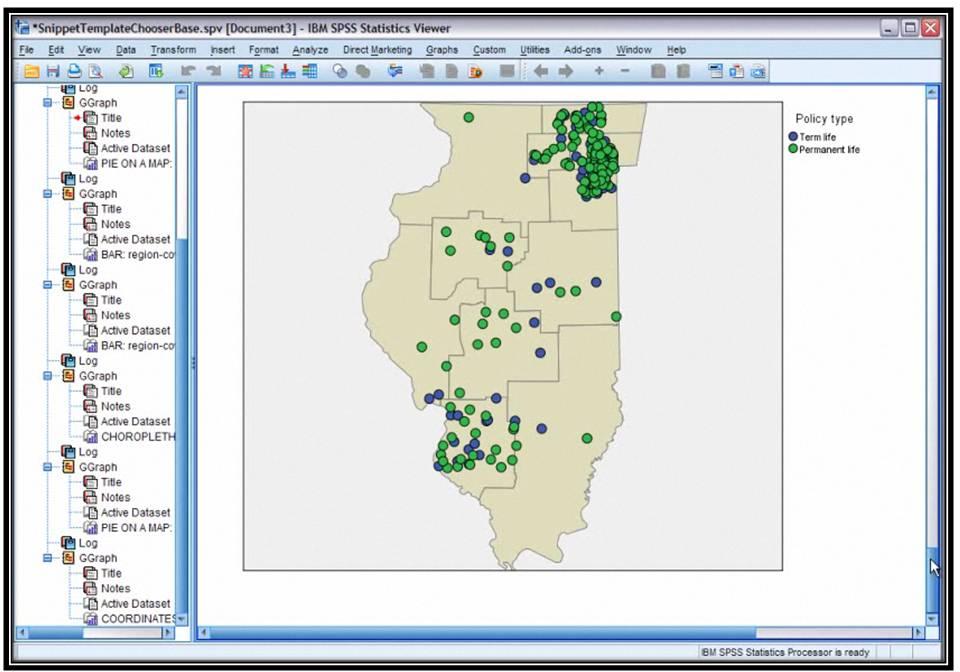 *SnippetTemplateChooserBase.spv [Document3] - IBM SPSS Statistics Viewer
File Edit View Data Transform Insert Format Analyze Direct Marketing Graphs Custom Utilities Add-ons Window Help
Log
GGraph
Title
Notes
Active Dataset
PIE ON A MAP:
Log
GGraph
Title
Notes
Active Dataset
BAR: region-co
Log
GGraph
Title
Notes
Active Dataset
BAR: region-co
Log
GGraph
Title
Notes
Active Dataset
CHOROPLETH
Log
GGraph
Title
Notes
Active Dataset
PIE ON A MAP:
Log
GGraph
Title
Notes
Active Dataset
COORDINATES
Policy type
Term life
Permanent life
IBM SPSS Statistics Processor is ready